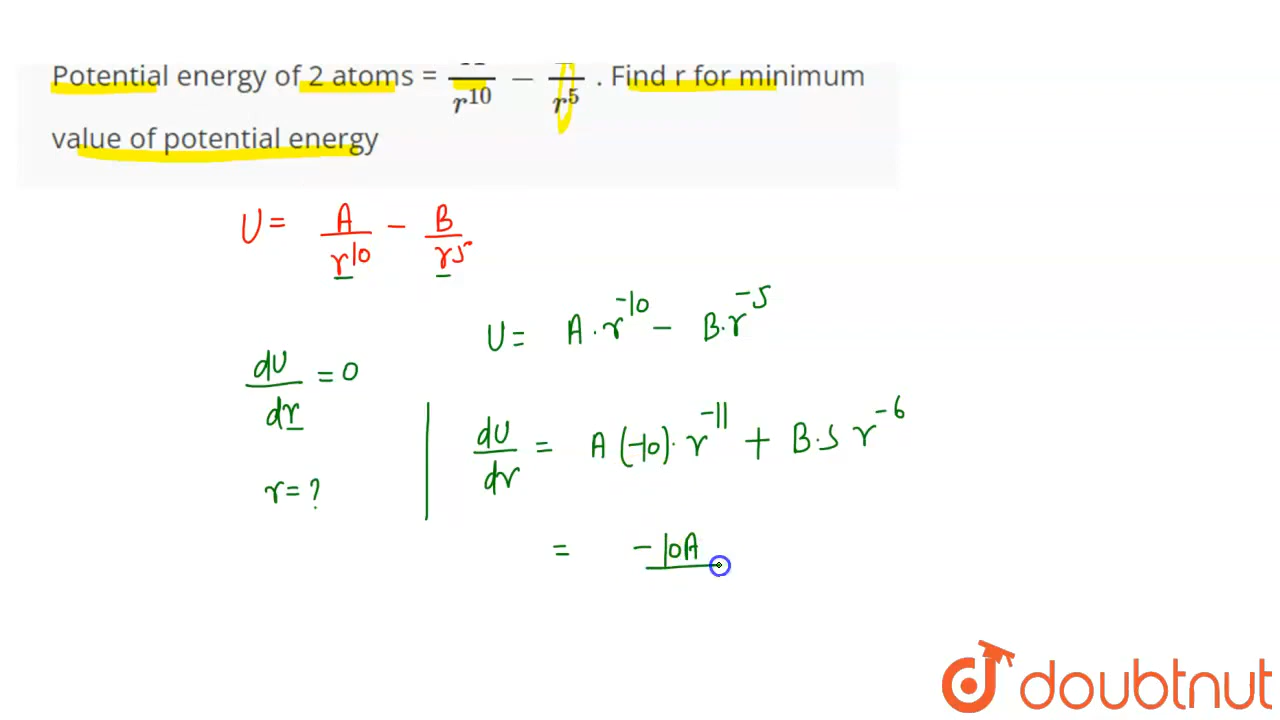 Potential energy of 2 atoms = — / r^10 − — / r^5 . Find r for minimum
value of potential energy
U = A/r^10 − B/r^5
U = A·r^-10 − B·r^-5
dU/dr = 0
dU/dr = A(-10)·r^-11 + B·5 r^-6
r = ?
= -10A
doubtnut